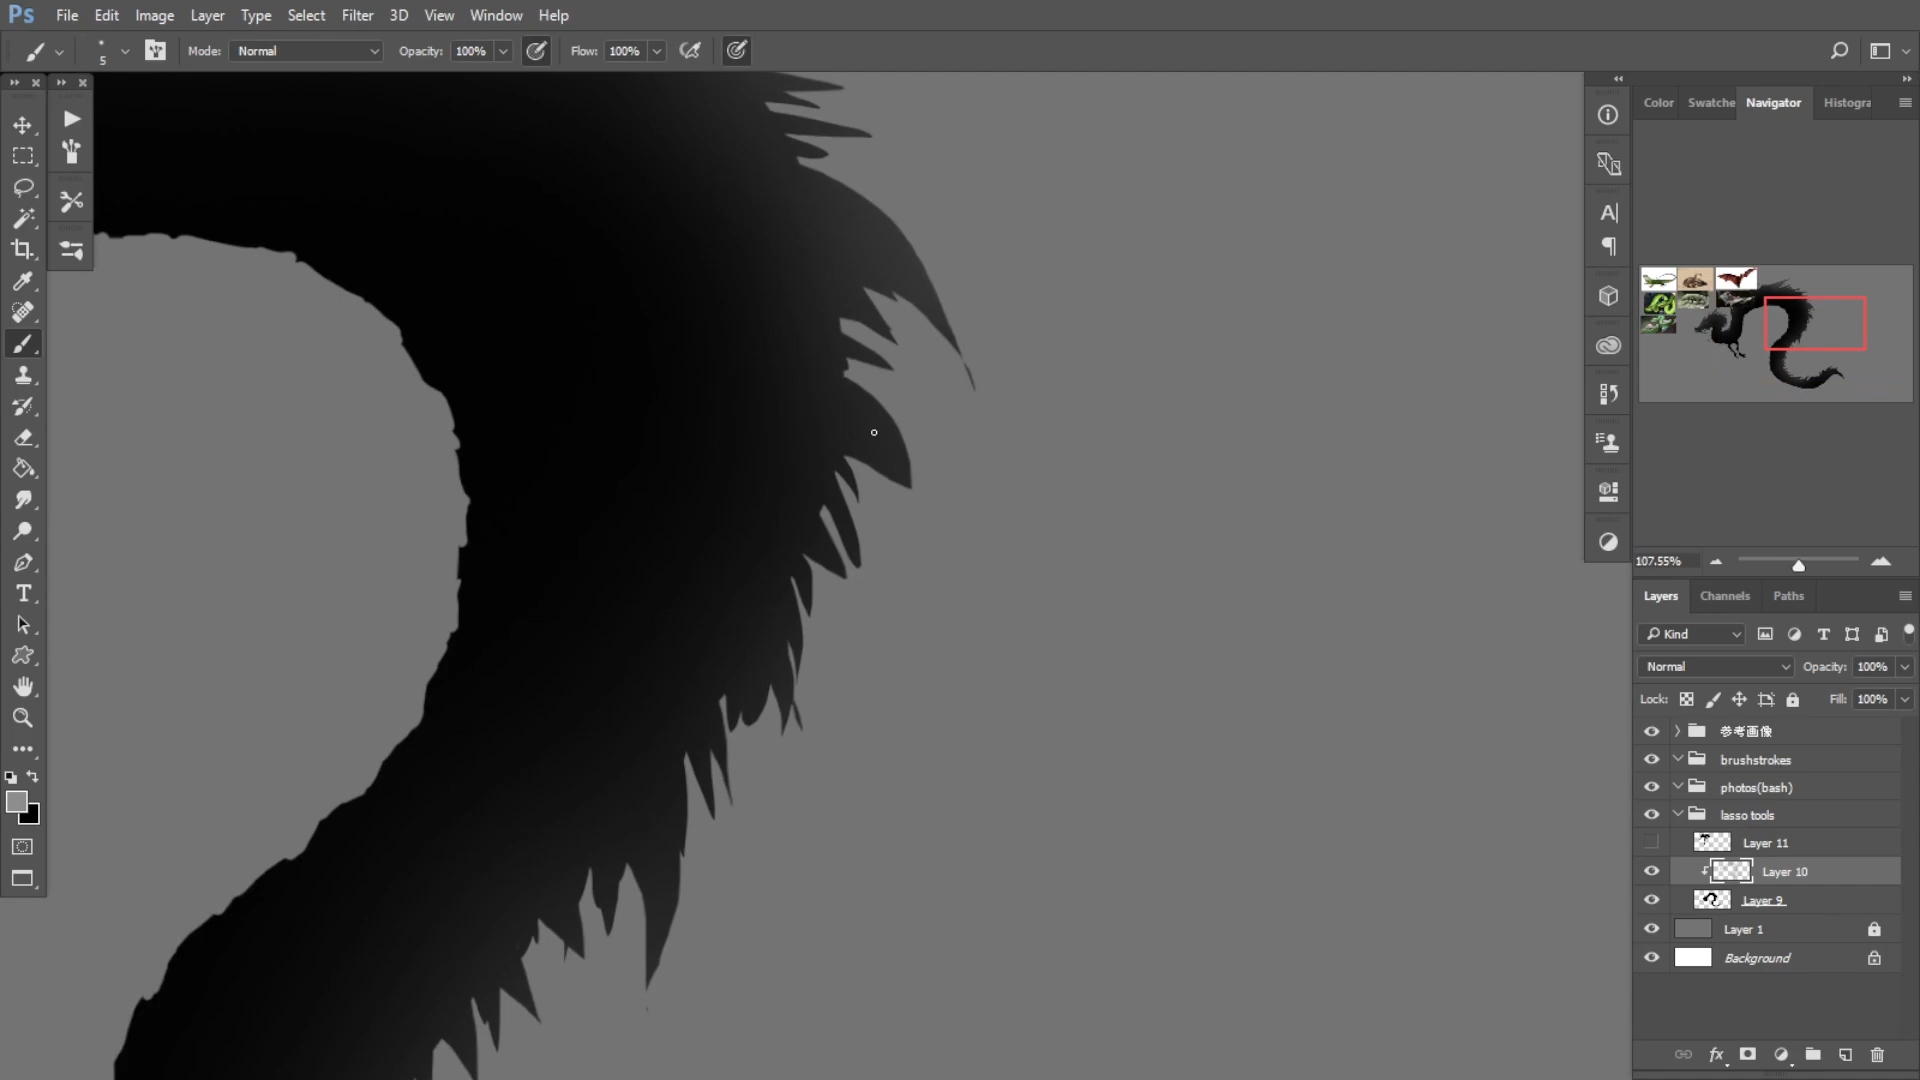 Ps File Edit Image Layer Type Select Filter 3D View Window Help
5 Mode: Normal Opacity: 100% Flow: 100%
Color Swatche Navigator Histogra
107.55%
Layers Channels Paths
Kind
Normal Opacity: 100%
Lock: Fill: 100%
参考画像
brushstrokes
photos(bash)
lasso tools
Layer 11
Layer 10
Layer 9
Layer 1
Background
fx